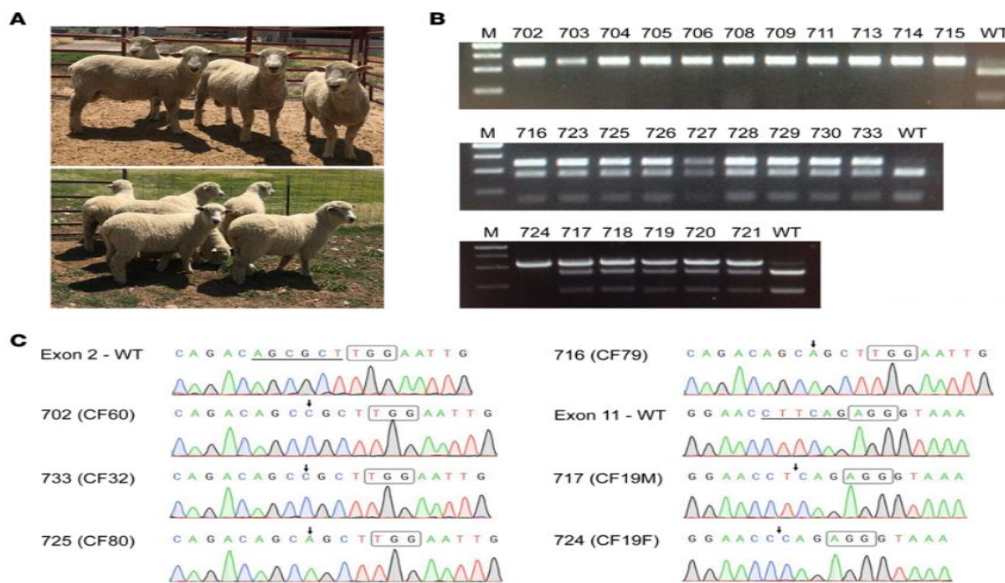 A
B
M 702 703 704 705 706 708 709 711 713 714 715 WT
M 716 723 725 726 727 728 729 730 733 WT
M 724 717 718 719 720 721 WT
C
Exon 2 - WT
C A G A C A G C G C T T G G A A T T G
702 (CF60)
C A G A C A G C C G C T T G G A A T T G
733 (CF32)
C A G A C A G C C G C T T G G A A T T G
725 (CF80)
C A G A C A G C A G C T T G G A A T T G
716 (CF79)
C A G A C A G C A G C T T G G A A T T G
Exon 11 - WT
G G A A C C T T C A G A G G G T A A A
717 (CF19M)
G G A A C C T C A G A G G G T A A A
724 (CF19F)
G G A A C C C A G A G G G T A A A